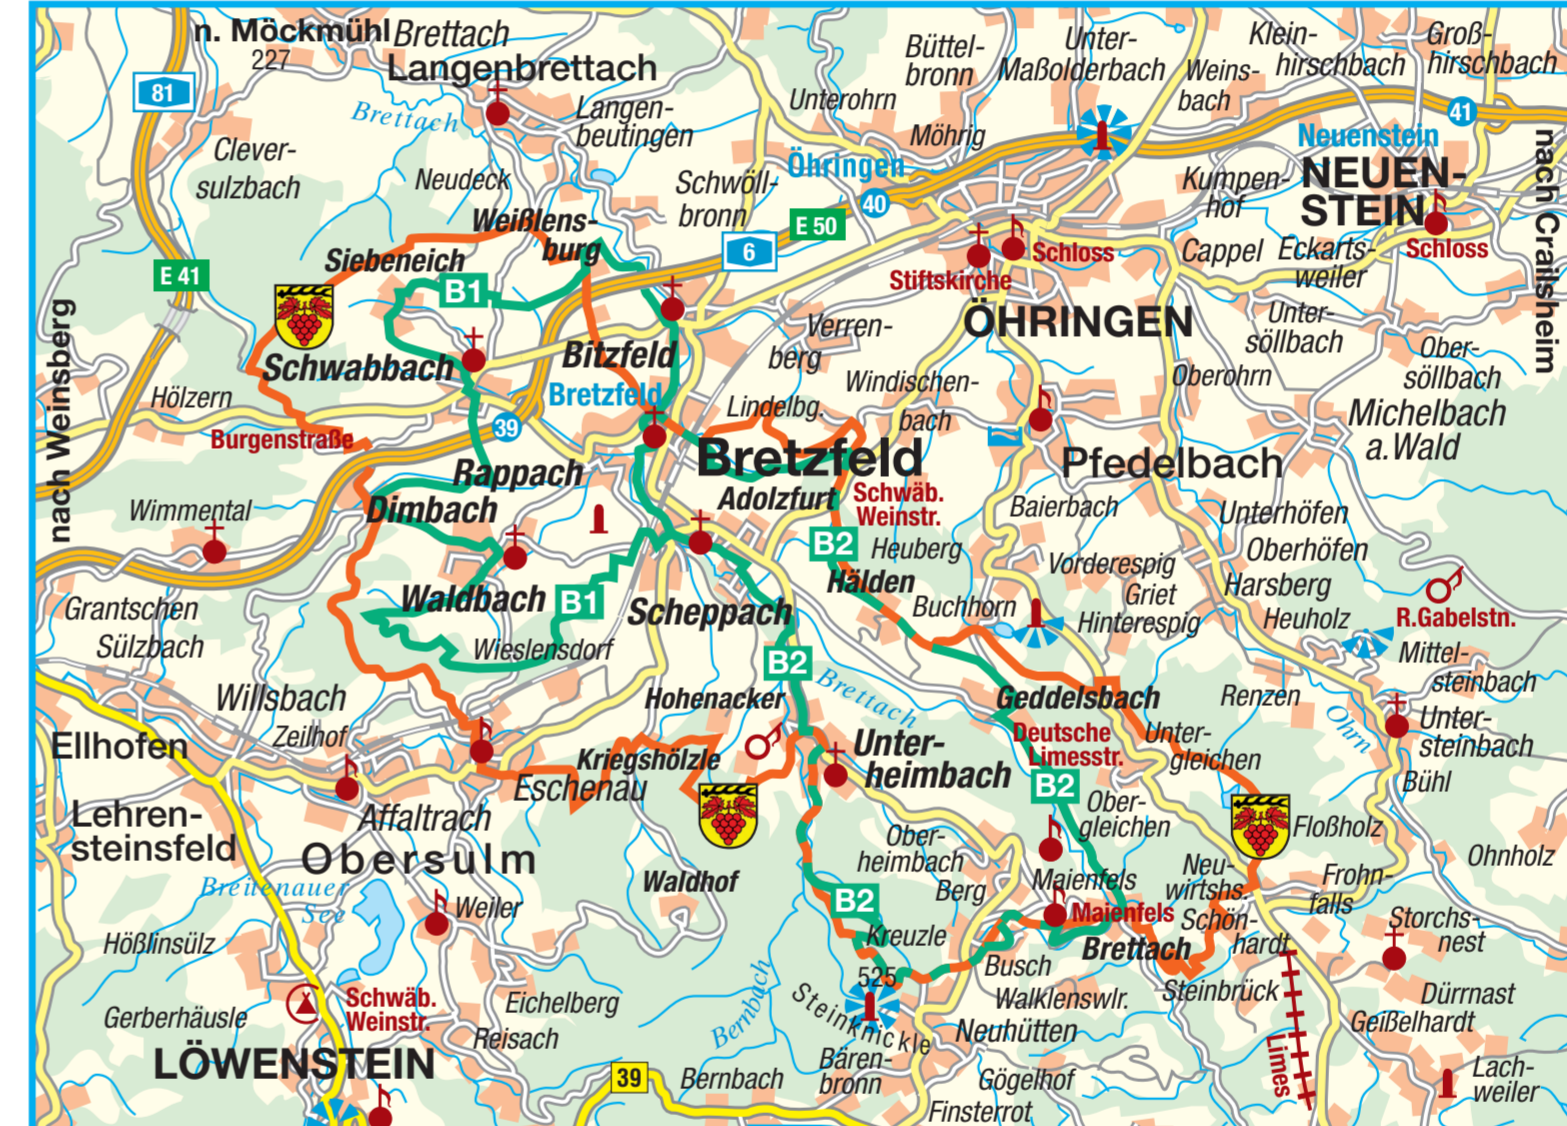 n. Möckmühl
227
Brettach
Langenbrettach
Brettach
Langen-
beutingen
81
Clever-
sulzbach
Neudeck
Büttel-
bronn
Unter-
Maßolderbach
Unterohrn
Möhrig
Weins-
bach
Klein-
hirschbach
Groß-
hirschbach
41
Neuenstein
NEUEN-
STEIN
Schloss
nach Crailsheim
Öhringen
40
Schwöll-
bronn
E 50
6
Kumpen-
hof
Cappel
Eckarts-
weiler
Weißlens-
burg
Siebeneich
B1
E 41
Stiftskirche
Schloss
ÖHRINGEN
Unter-
söllbach
Ober-
söllbach
Verren-
berg
Bitzfeld
Schwabbach
nach Weinsberg
Hölzern
Burgenstraße
39
Bretzfeld
Windischen-
bach
Lindelbg.
Oberohrn
Michelbach
a.Wald
Bretzfeld
Pfedelbach
Rappach
Dimbach
Adolzfurt
Schwäb.
Weinstr.
Wimmental
Baierbach
Unterhöfen
Oberhöfen
B2
Heuberg
Vorderespig
Griet
Hinterespig
Harsberg
Heuholz
R.Gabelstn.
Hälden
Buchhorn
Waldbach
B1
Scheppach
Grantschen
Sülzbach
Wieslensdorf
B2
Mittel-
steinbach
Willsbach
Zeilhof
Hohenacker
Brettach
Geddelsbach
Renzen
Ohrn
Unter-
steinbach
Bühl
Ellhofen
Kriegshölzle
Eschenau
Unter-
heimbach
Deutsche
Limesstr.
Unter-
gleichen
B2
Ober-
gleichen
Floßholz
Ohnholz
Lehren-
steinsfeld
Affaltrach
Obersulm
Ober-
heimbach
Berg
Maienfels
Neu-
wirtshs.
Frohn-
falls
Breitenauer
See
Weiler
Waldhof
B2
Kreuzle
Maienfels
Schön-
hardt
Storchs-
nest
Brettach
Hößlinsülz
525
Steinknickle
Busch
Walklenswlr.
Steinbrück
Dürrnast
Geißelhardt
Gerberhäusle
Schwäb.
Weinstr.
Eichelberg
Reisach
Bernbach
Neuhütten
Limes
LÖWENSTEIN
39
Bernbach
Bären-
bronn
Gögelhof
Finsterrot
Lach-
weiler